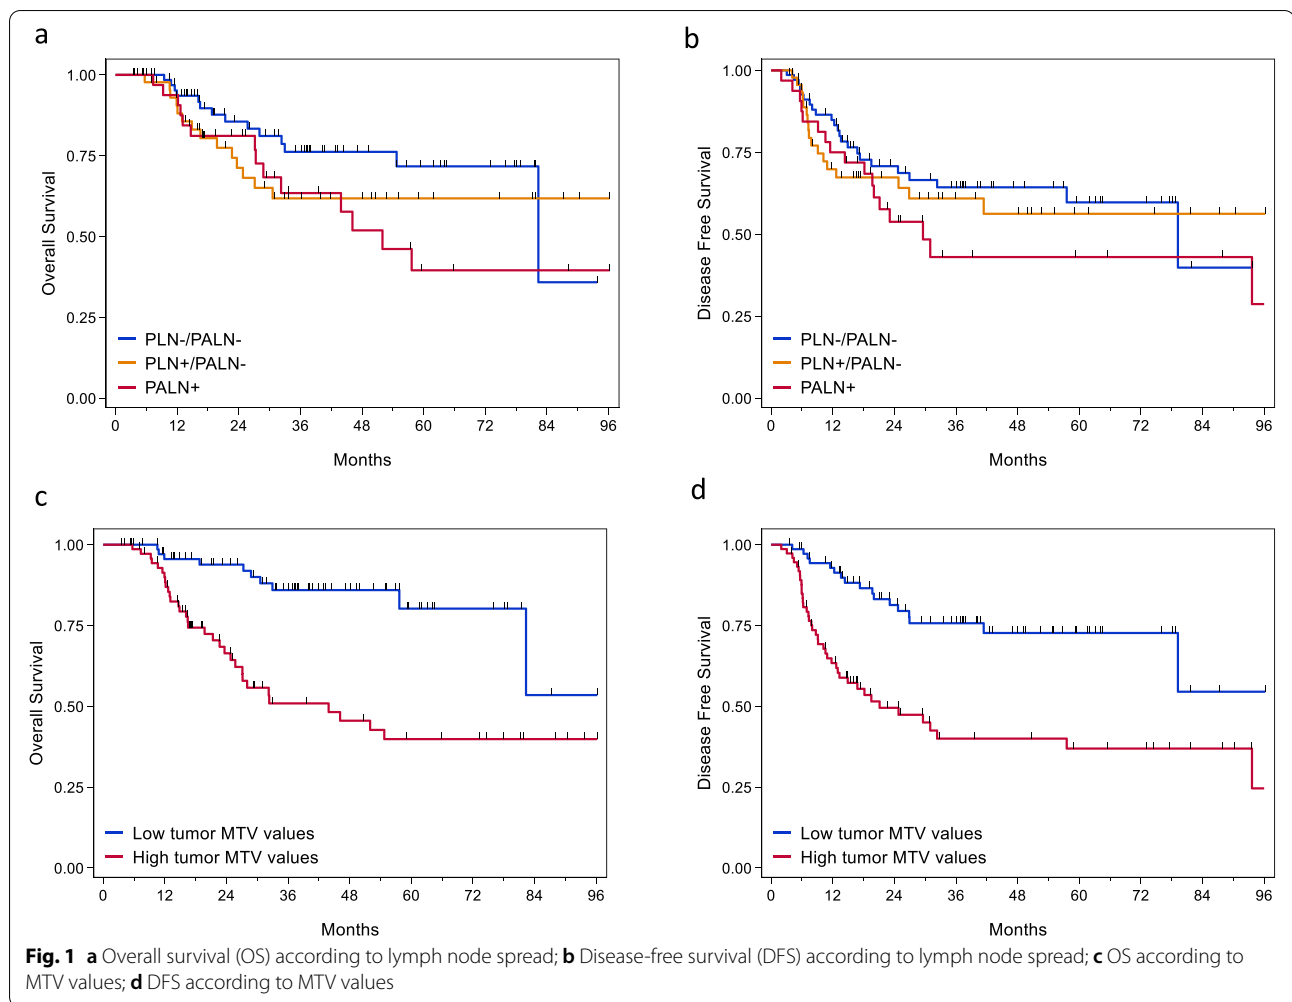 a
1.00
0.75
0.50
0.25
0.00
Overall Survival
PLN-/PALN-
PLN+/PALN-
PALN+
0 12 24 36 48 60 72 84 96
Months
b
1.00
0.75
0.50
0.25
0.00
Disease Free Survival
PLN-/PALN-
PLN+/PALN-
PALN+
0 12 24 36 48 60 72 84 96
Months
c
1.00
0.75
0.50
0.25
0.00
Overall Survival
Low tumor MTV values
High tumor MTV values
0 12 24 36 48 60 72 84 96
Months
d
1.00
0.75
0.50
0.25
0.00
Disease Free Survival
Low tumor MTV values
High tumor MTV values
0 12 24 36 48 60 72 84 96
Months
Fig. 1 a Overall survival (OS) according to lymph node spread; b Disease-free survival (DFS) according to lymph node spread; c OS according to
MTV values; d DFS according to MTV values